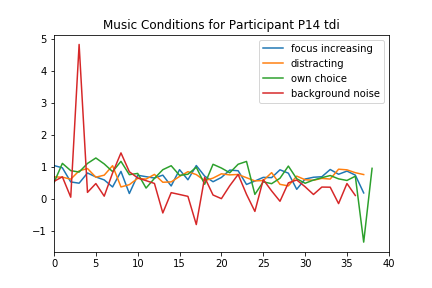 Music Conditions for Participant P14 tdi
focus increasing
distracting
own choice
background noise
5
4
3
2
1
0
−1
0 5 10 15 20 25 30 35 40